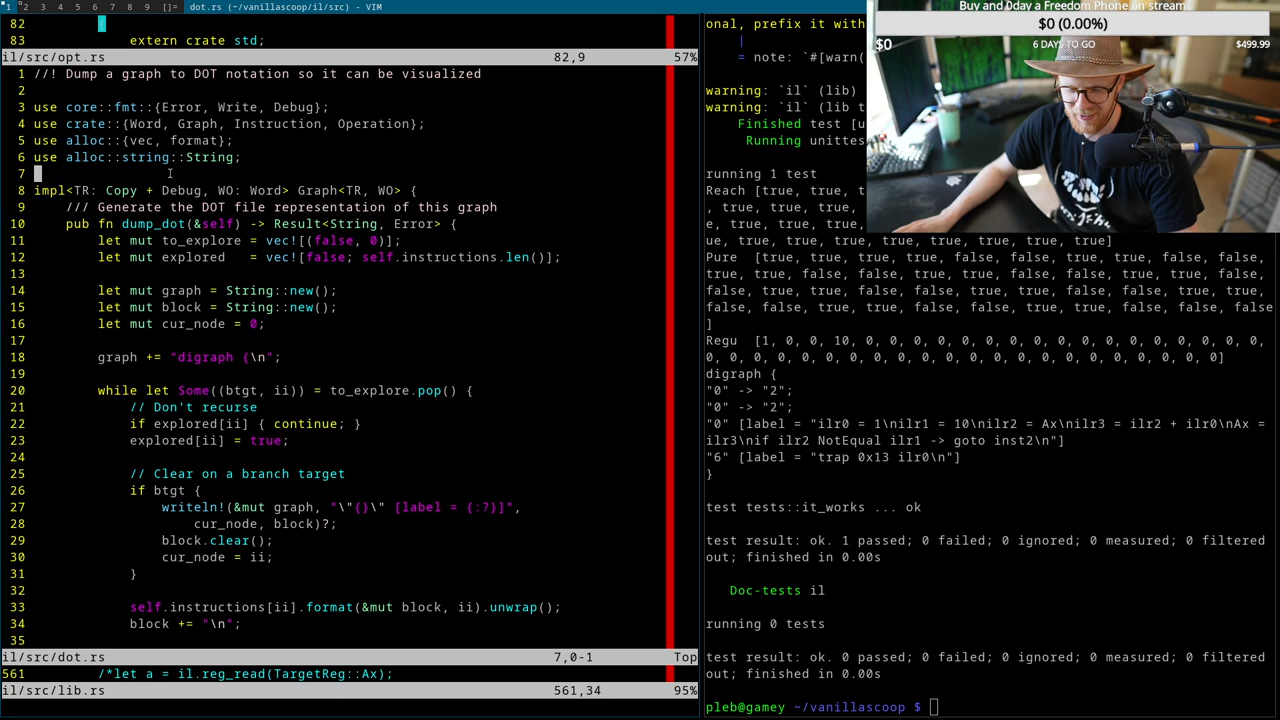 1 2 3 4 5 6 7 8 9 []= dot.rs (~/vanillascoop/il/src) - VIM
82 {
83 extern crate std;
il/src/opt.rs 82,9 57%
1 //! Dump a graph to DOT notation so it can be visualized
2
3 use core::fmt::{Error, Write, Debug};
4 use crate::{Word, Graph, Instruction, Operation};
5 use alloc::{vec, format};
6 use alloc::string::String;
7
8 impl<TR: Copy + Debug, WO: Word> Graph<TR, WO> {
9 /// Generate the DOT file representation of this graph
10 pub fn dump_dot(&self) -> Result<String, Error> {
11 let mut to_explore = vec![(false, 0)];
12 let mut explored   = vec![false; self.instructions.len()];
13
14 let mut graph = String::new();
15 let mut block = String::new();
16 let mut cur_node = 0;
17
18 graph += "digraph {\n";
19
20 while let Some((btgt, ii)) = to_explore.pop() {
21 // Don't recurse
22 if explored[ii] { continue; }
23 explored[ii] = true;
24
25 // Clear on a branch target
26 if btgt {
27 writeln!(&mut graph, "\"{}\" [label = {:?}]",
28 cur_node, block)?;
29 block.clear();
30 cur_node = ii;
31 }
32
33 self.instructions[ii].format(&mut block, ii).unwrap();
34 block += "\n";
35
il/src/dot.rs 7,0-1 Top
561 /*let a = il.reg_read(TargetReg::Ax);
il/src/lib.rs 561,34 95%
onal, prefix it with
|
= note: `#[warn(
warning: `il` (lib)
warning: `il` (lib t
Finished test [u
Running unittes
running 1 test
Reach [true, true, t
, true, true, true,
e, true, true, true,
ue, true, true, true, true, true, true, true]
Pure  [true, true, true, true, false, false, true, false, false,
true, true, false, false, true, true, false, false, true, true,
false, false, true, true, false, false, true, true, false, true,
false, false, true, true, false, false, true, true, false, false
]
Regu  [1, 0, 0, 10, 0, 0, 0, 0, 0, 0, 0, 0, 0, 0, 0, 0, 0, 0, 0,
0, 0, 0, 0, 0, 0, 0, 0, 0, 0, 0, 0, 0, 0, 0, 0, 0, 0, 0, 0]
digraph {
"0" -> "2";
"0" -> "2";
"0" [label = "ilr0 = 1\nilr1 = 10\nilr2 = Ax\nilr3 = ilr2 + ilr0\nAx =
ilr3\nif ilr2 NotEqual ilr1 -> goto inst2\n"]
"6" [label = "trap 0x13 ilr0\n"]
}
test tests::it_works ... ok
test result: ok. 1 passed; 0 failed; 0 ignored; 0 measured; 0 filtered
out; finished in 0.00s
Doc-tests il
running 0 tests
test result: ok. 0 passed; 0 failed; 0 ignored; 0 measured; 0 filtered
out; finished in 0.00s
pleb@gamey ~/vanillascoop $
Buy and 0day a Freedom Phone on stream
$0 (0.00%)
$0 6 DAYS TO GO $499.99